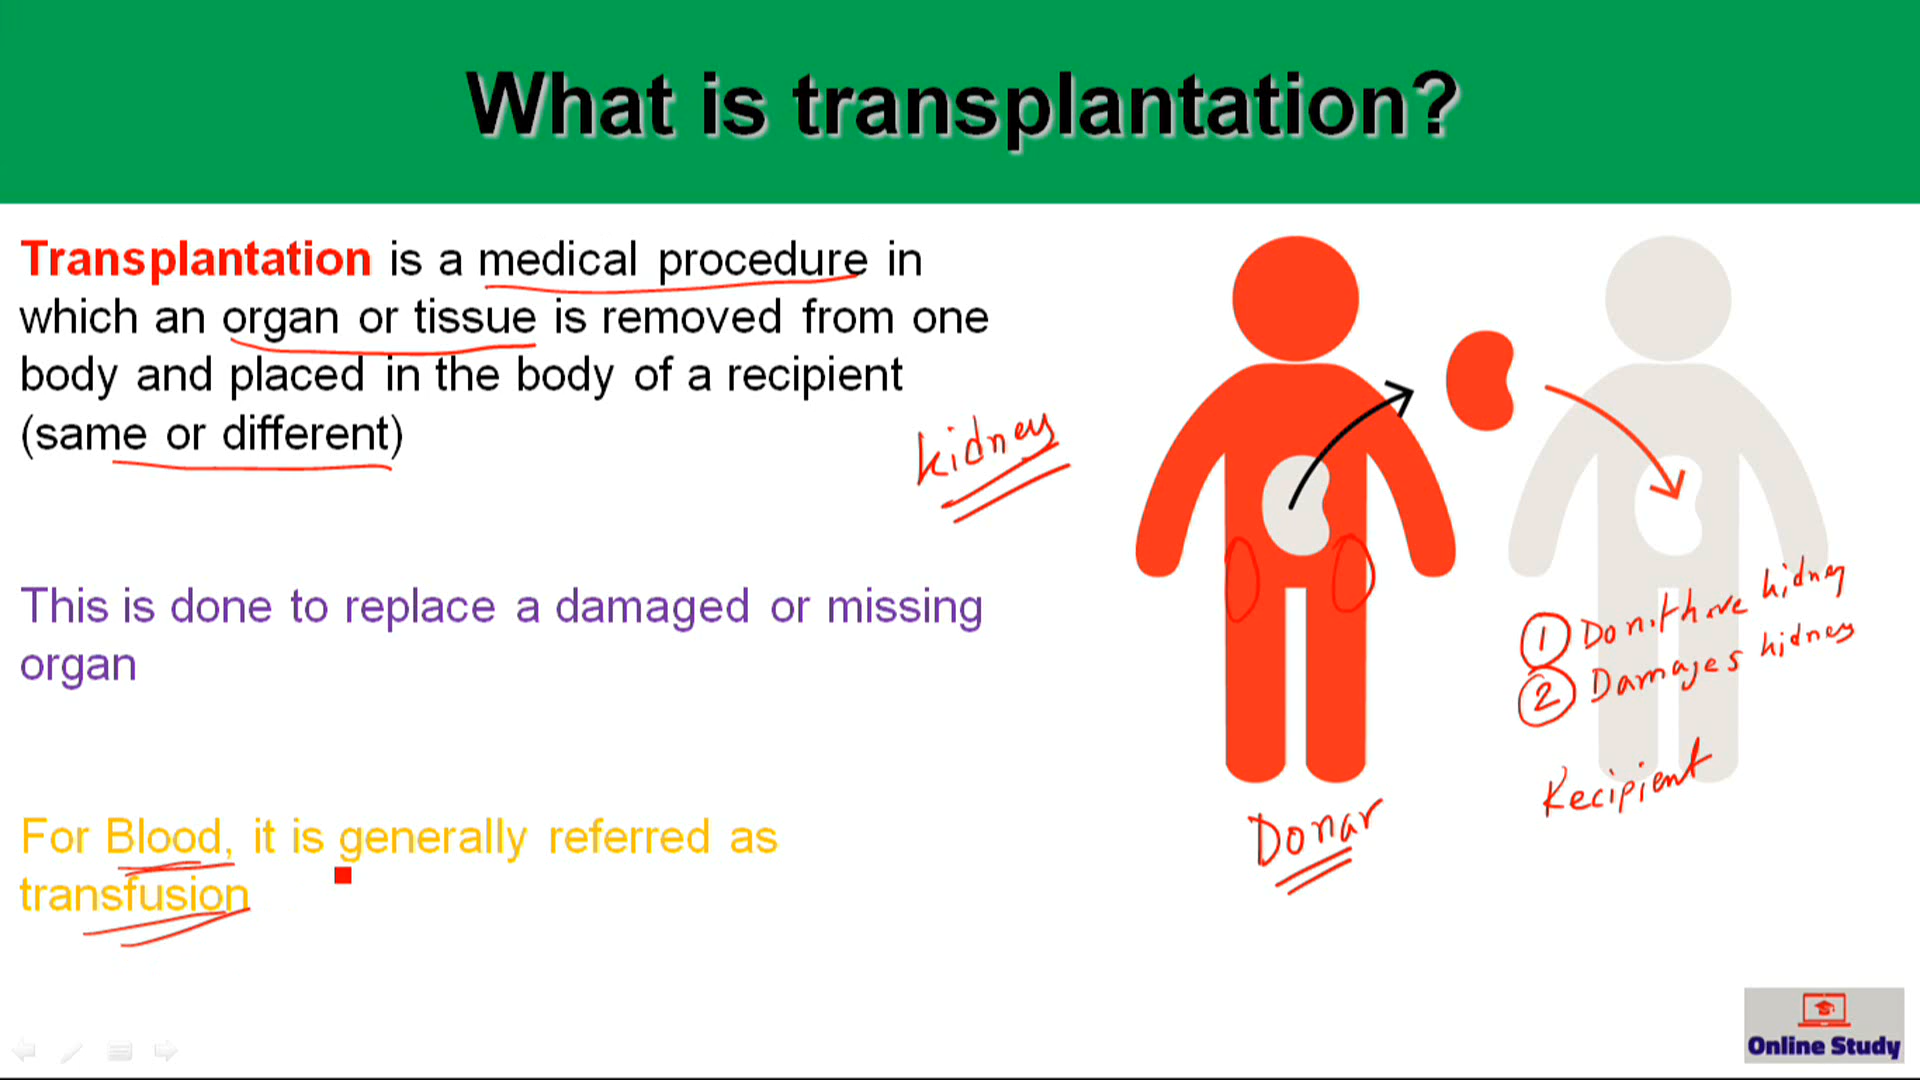 What is transplantation?
Transplantation is a medical procedure in
which an organ or tissue is removed from one
body and placed in the body of a recipient
(same or different)
kidney
This is done to replace a damaged or missing
organ
For Blood, it is generally referred as
transfusion
① Don't have kidney
② Damages kidney
Recipient
Donar
Online Study